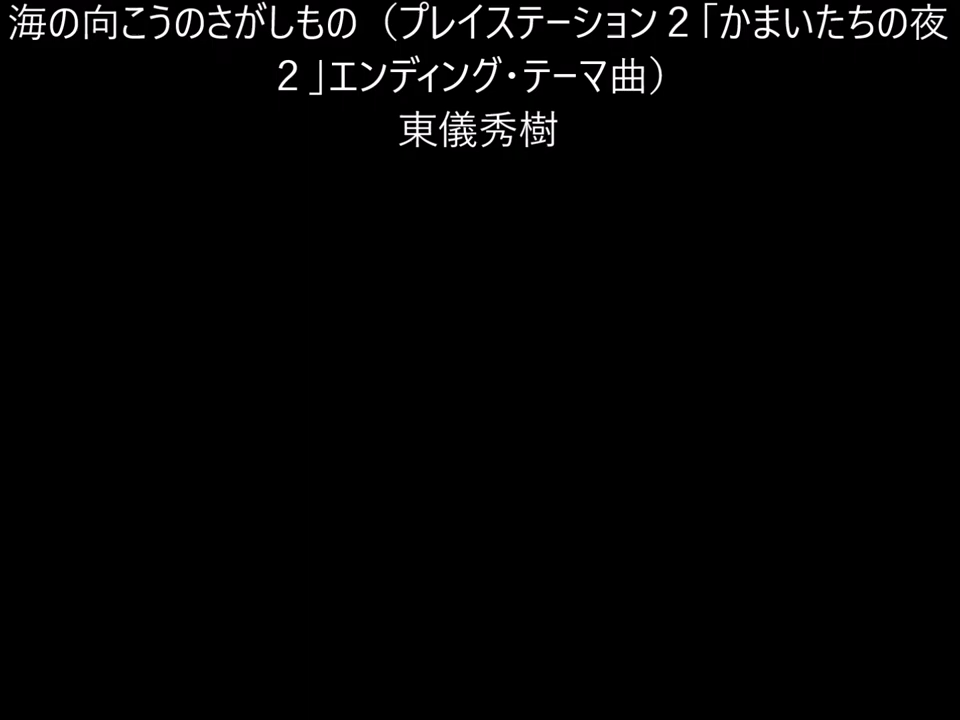 海の向こうのさがしもの（プレイステーション２「かまいたちの夜
２」エンディング・テーマ曲）
東儀秀樹